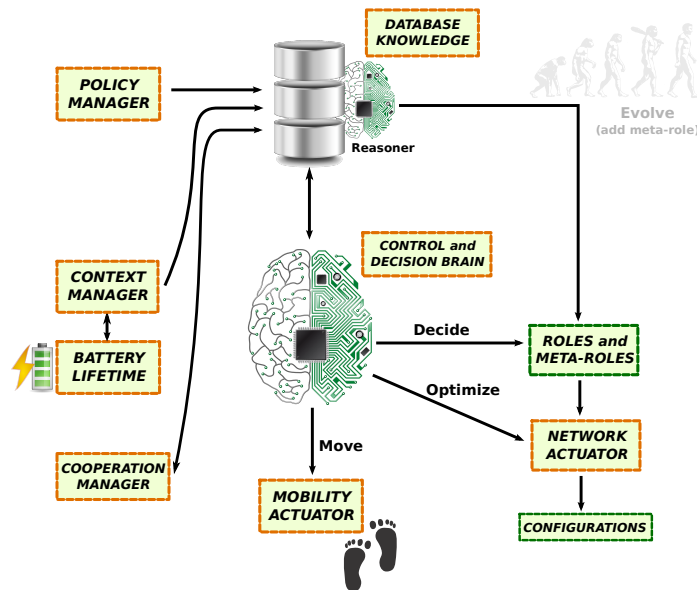 DATABASE
KNOWLEDGE
POLICY
MANAGER
Evolve
(add meta-role)
Reasoner
CONTROL and
DECISION BRAIN
CONTEXT
MANAGER
BATTERY
LIFETIME
Decide
ROLES and
META-ROLES
Optimize
NETWORK
ACTUATOR
Move
COOPERATION
MANAGER
MOBILITY
ACTUATOR
CONFIGURATIONS